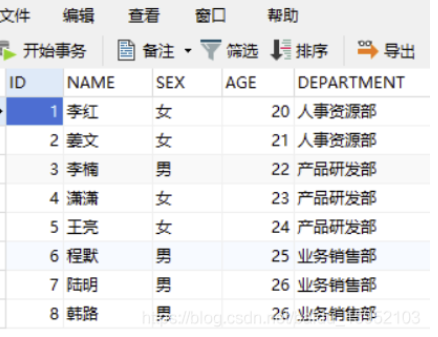 文件 编辑 查看 窗口 帮助
开始事务 备注 筛选 排序 导出
ID NAME SEX AGE DEPARTMENT
1 李红 女 20 人事资源部
2 姜文 女 21 人事资源部
3 李楠 男 22 产品研发部
4 潇潇 女 23 产品研发部
5 王亮 女 24 产品研发部
6 程默 男 25 业务销售部
7 陆明 男 26 业务销售部
8 韩路 男 26 业务销售部